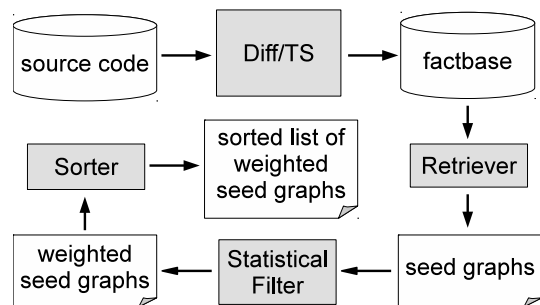 source code
Diff/TS
factbase
Sorter
sorted list of
weighted
seed graphs
Retriever
weighted
seed graphs
Statistical
Filter
seed graphs